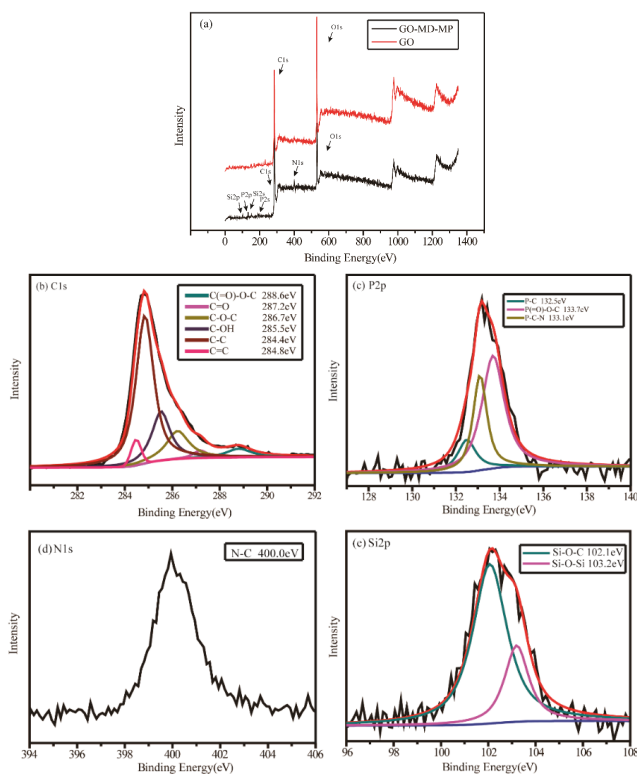 (a)
GO-MD-MP
GO
O1s
C1s
O1s
N1s
C1s
Si2p
P2p
Si2s
P2s
Intensity
0 200 400 600 800 1000 1200 1400
Binding Energy(eV)
(b) C1s
C(=O)-O-C 288.6eV
C=O 287.2eV
C-O-C 286.7eV
C-OH 285.5eV
C-C 284.4eV
C=C 284.8eV
Intensity
282 284 286 288 290 292
Binding Energy(eV)
(c) P2p
P-C 132.5eV
P(=O)-O-C 133.7eV
P-C-N 133.1eV
Intensity
128 130 132 134 136 138 140
Binding Energy(eV)
(d) N1s
N-C 400.0eV
Intensity
394 396 398 400 402 404 406
Binding Energy(eV)
(e) Si2p
Si-O-C 102.1eV
Si-O-Si 103.2eV
Intensity
96 98 100 102 104 106 108
Binding Energy(eV)